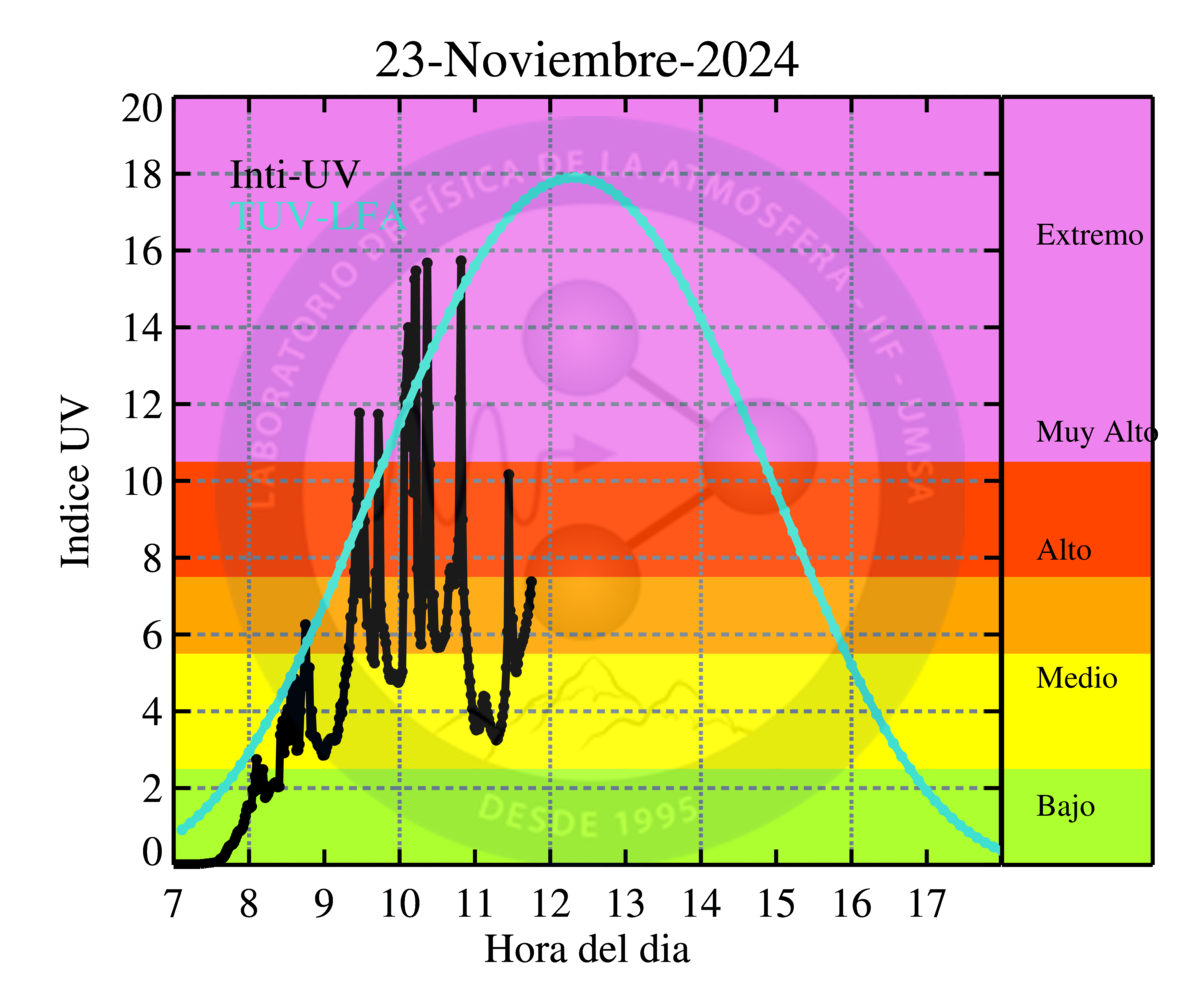 23-Noviembre-2024
20
18
16
14
12
10
8
6
4
2
0
Indice UV
Inti-UV
TUV-LFA
LABORATORIO DE FÍSICA DE LA ATMÓSFERA - IIF - UMSA
DESDE 1995
Extremo
Muy Alto
Alto
Medio
Bajo
7 8 9 10 11 12 13 14 15 16 17
Hora del dia